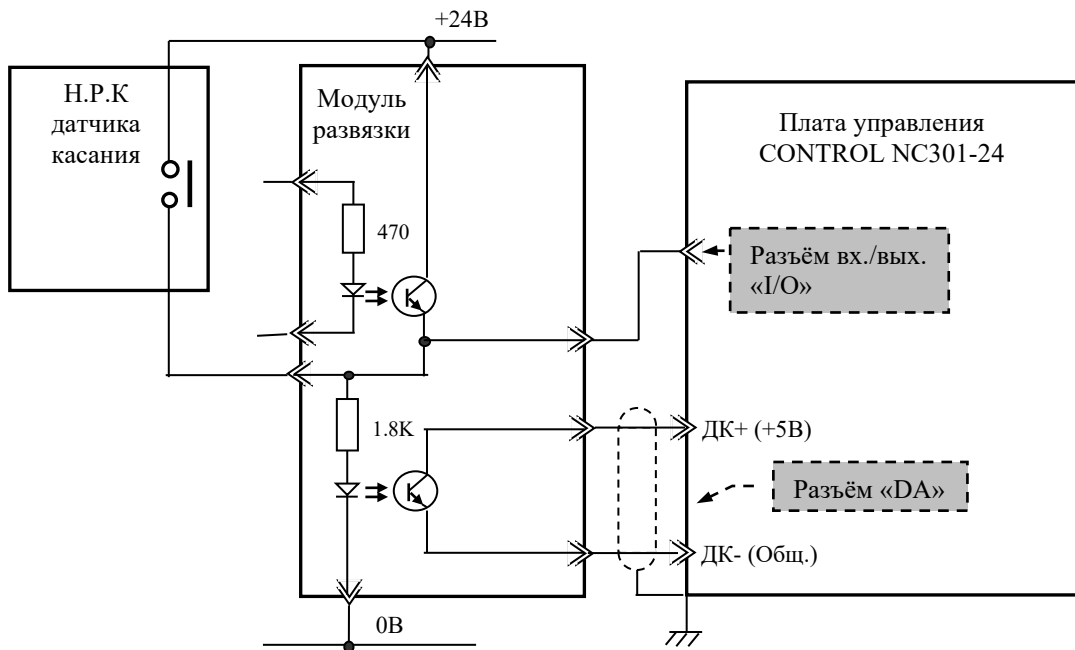 +24В
Н.Р.К
датчика
касания
Модуль
развязки
470
1.8K
0В
Плата управления
CONTROL NC301-24
Разъём вх./вых.
«I/O»
ДК+ (+5В)
Разъём «DA»
ДК- (Общ.)